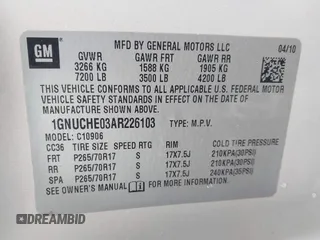 GM
MFD BY GENERAL MOTORS LLC
04/10
GVWR GAWR FRT GAWR RR
3266 KG 1588 KG 1905 KG
7200 LB 3500 LB 4200 LB
THIS VEHICLE CONFORMS TO ALL APPLICABLE U.S. FEDERAL MOTOR
VEHICLE SAFETY STANDARDS IN EFFECT ON THE DATE OF
MANUFACTURE SHOWN ABOVE.
1GNUCHE03AR226103 TYPE: M.P.V.
MODEL: C10906
CC36 TIRE SIZE SPEED RTG RIM COLD TIRE PRESSURE
FRT P265/70R17 S 17X7.5J 210KPA(30PSI)
RR P265/70R17 S 17X7.5J 210KPA(30PSI)
SPA P265/70R17 S 17X7.5J 240KPA(35PSI)
SEE OWNER'S MANUAL FOR ADDITIONAL INFORMATION.
DREAMBID